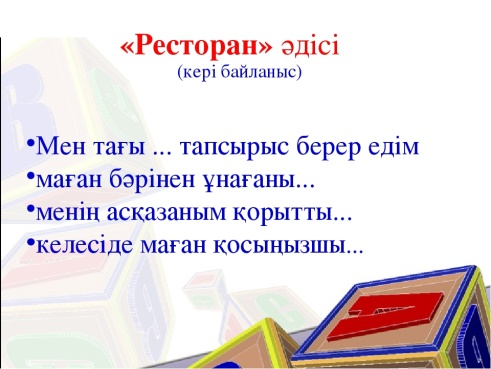 «Ресторан» әдісі
(кері байланыс)
•Мен тағы ... тапсырыс берер едім
•маған бәрінен ұнағаны...
•менің асқазаным қорытты...
•келесіде маған қосыңызшы...